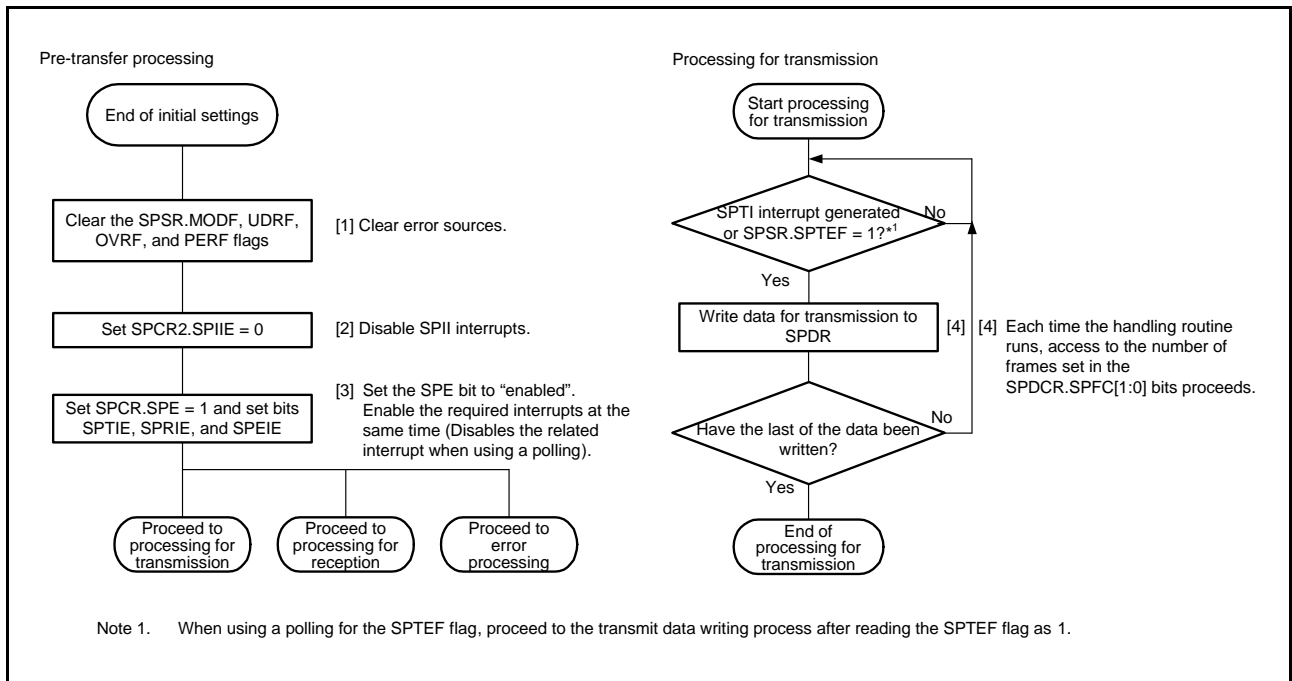 Pre-transfer processing
End of initial settings
Clear the SPSR.MODF, UDRF,
OVRF, and PERF flags
[1] Clear error sources.
Set SPCR2.SPIIE = 0
[2] Disable SPII interrupts.
Set SPCR.SPE = 1 and set bits
SPTIE, SPRIE, and SPEIE
[3] Set the SPE bit to “enabled”.
Enable the required interrupts at the
same time (Disables the related
interrupt when using a polling).
Proceed to
processing for
transmission
Proceed to
processing for
reception
Proceed to
error
processing
Processing for transmission
Start processing
for transmission
SPTI interrupt generated
or SPSR.SPTEF = 1?*1
No
Yes
Write data for transmission to
SPDR
[4]
[4] Each time the handling routine
runs, access to the number of
frames set in the
SPDCR.SPFC[1:0] bits proceeds.
Have the last of the data been
written?
No
Yes
End of
processing for
transmission
Note 1. When using a polling for the SPTEF flag, proceed to the transmit data writing process after reading the SPTEF flag as 1.